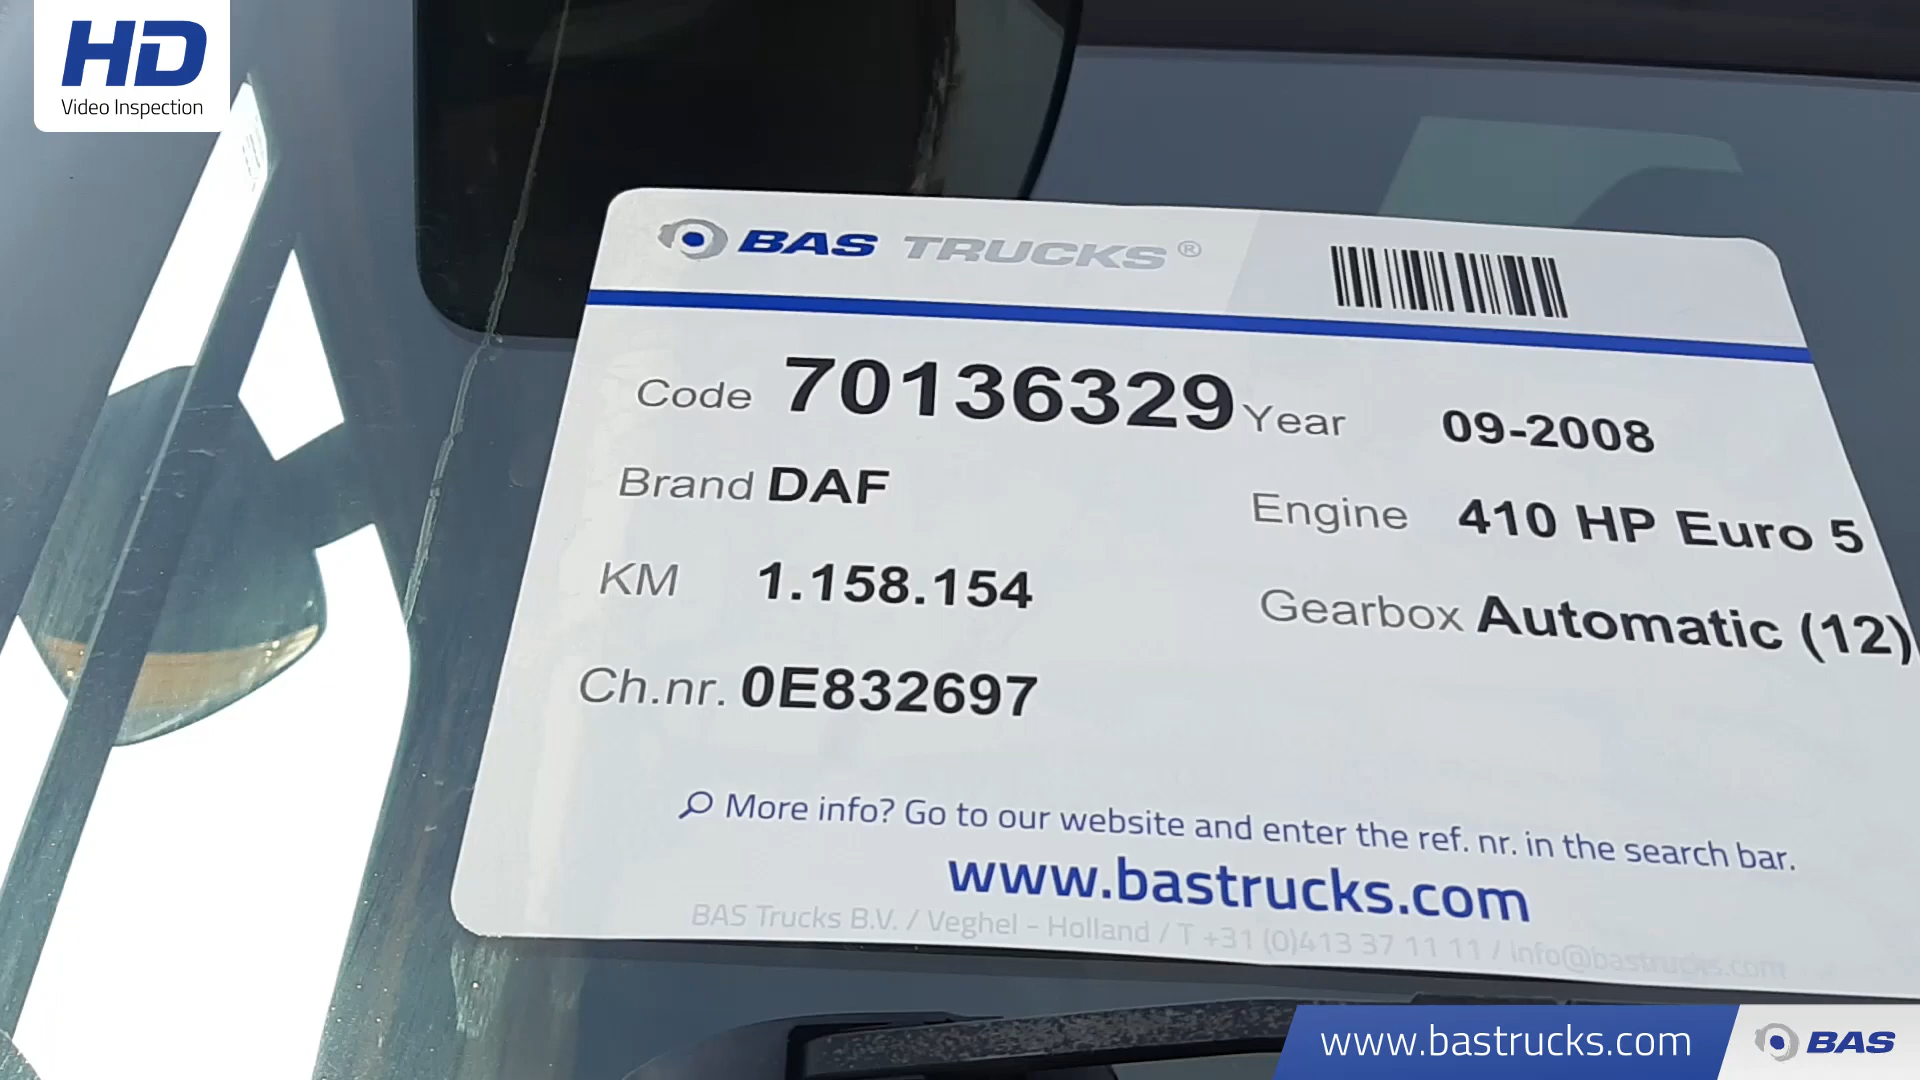 HD
Video Inspection
BAS TRUCKS®
Code 70136329 Year 09-2008
Brand DAF
Engine 410 HP Euro 5
KM 1.158.154
Gearbox Automatic (12)
Ch.nr. 0E832697
More info? Go to our website and enter the ref. nr. in the search bar.
www.bastrucks.com
BAS Trucks B.V. / Veghel - Holland / T +31 (0)413 37 11 11 / info@bastrucks.com
www.bastrucks.com
BAS